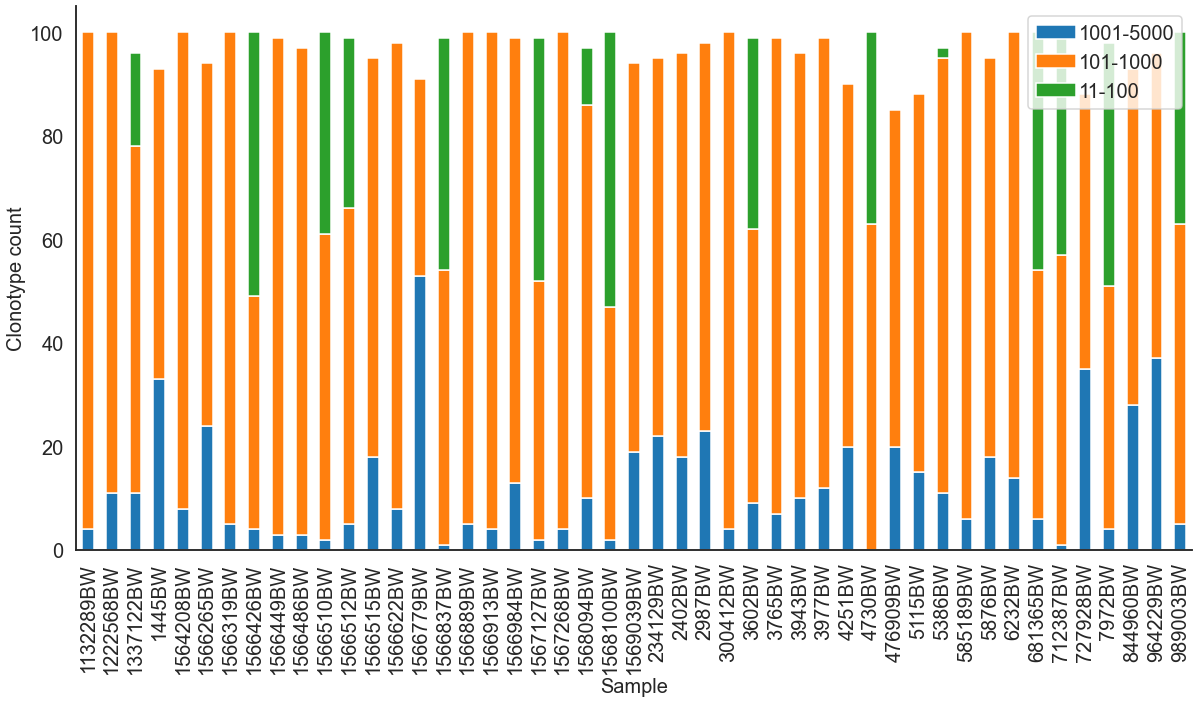 100
80
60
40
20
0
Clonotype count
1001-5000
101-1000
11-100
1132289BW
1222568BW
1337122BW
1445BW
1564208BW
1566265BW
1566319BW
1566426BW
1566449BW
1566486BW
1566510BW
1566512BW
1566515BW
1566622BW
1566779BW
1566837BW
1566889BW
1566913BW
1566984BW
1567127BW
1567268BW
1568094BW
1568100BW
1569039BW
234129BW
2402BW
2987BW
300412BW
3602BW
3765BW
3943BW
3977BW
4251BW
4730BW
476909BW
5115BW
5386BW
585189BW
5876BW
6232BW
681365BW
712387BW
727928BW
7972BW
844960BW
964229BW
989003BW
Sample